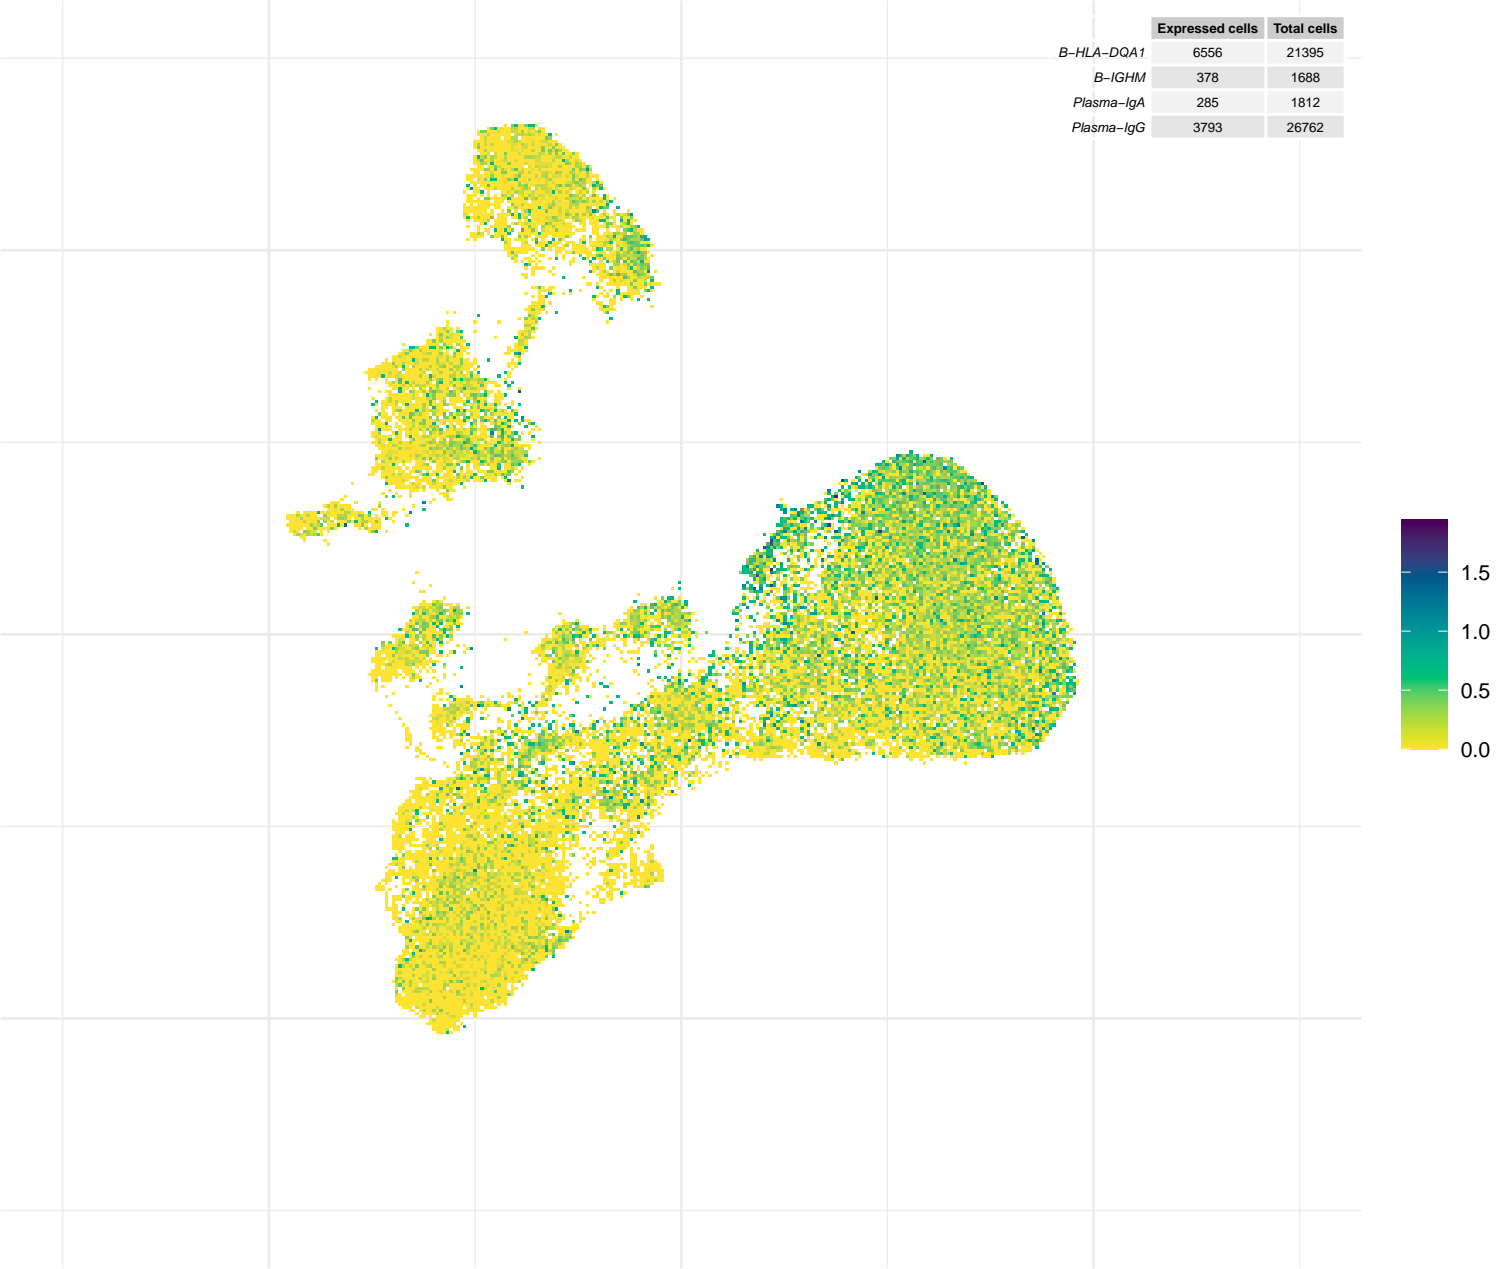 Expressed cells Total cells
B−HLA−DQA1 6556 21395
B−IGHM 378 1688
Plasma−IgA 285 1812
Plasma−IgG 3793 26762
1.5
1.0
0.5
0.0